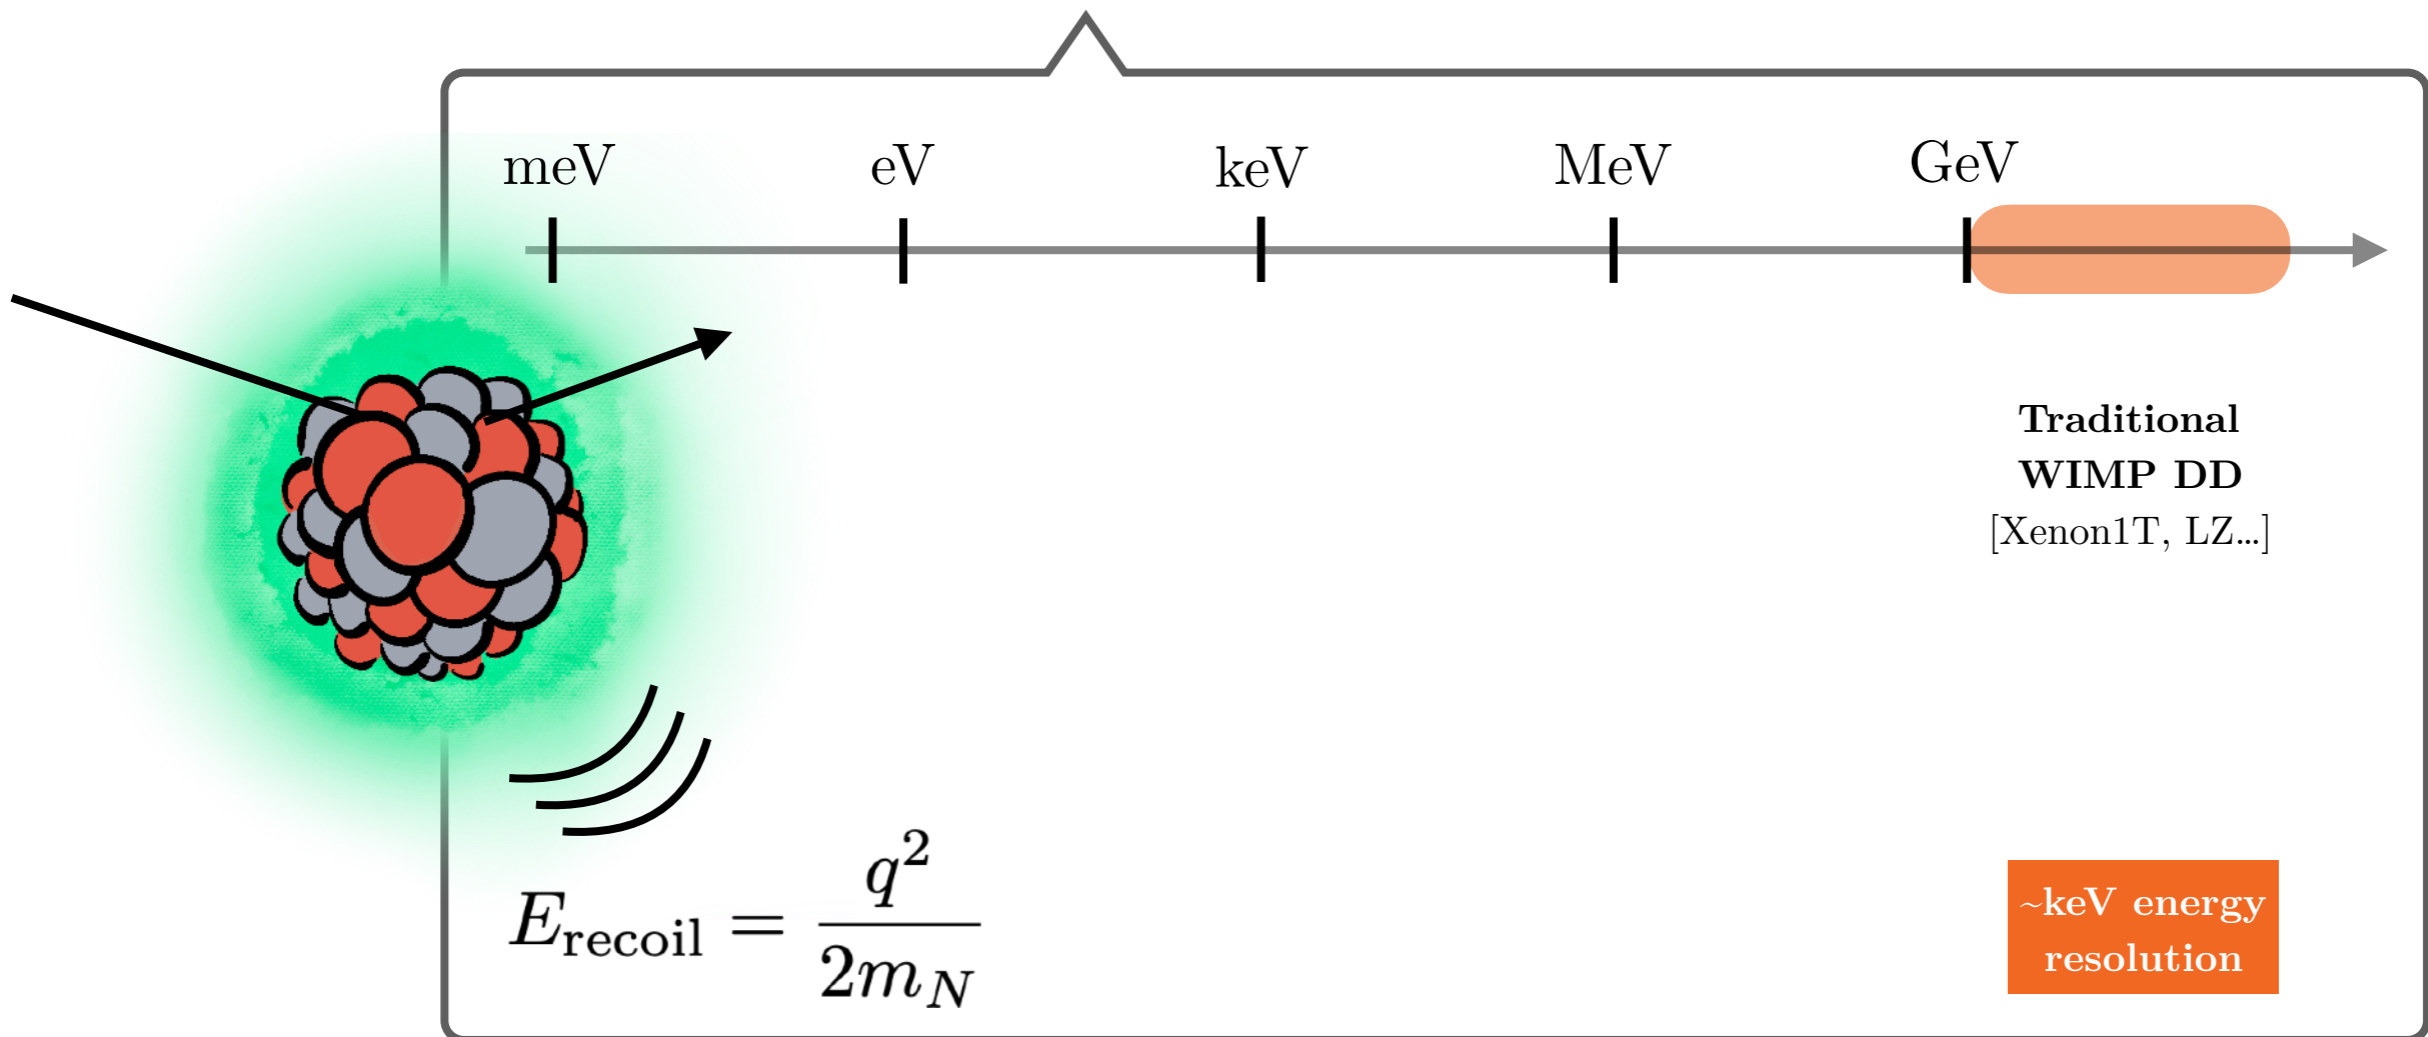 meV eV keV MeV GeV
Traditional
WIMP DD
[Xenon1T, LZ…]
E_recoil = q^2 / 2m_N
~keV energy
resolution